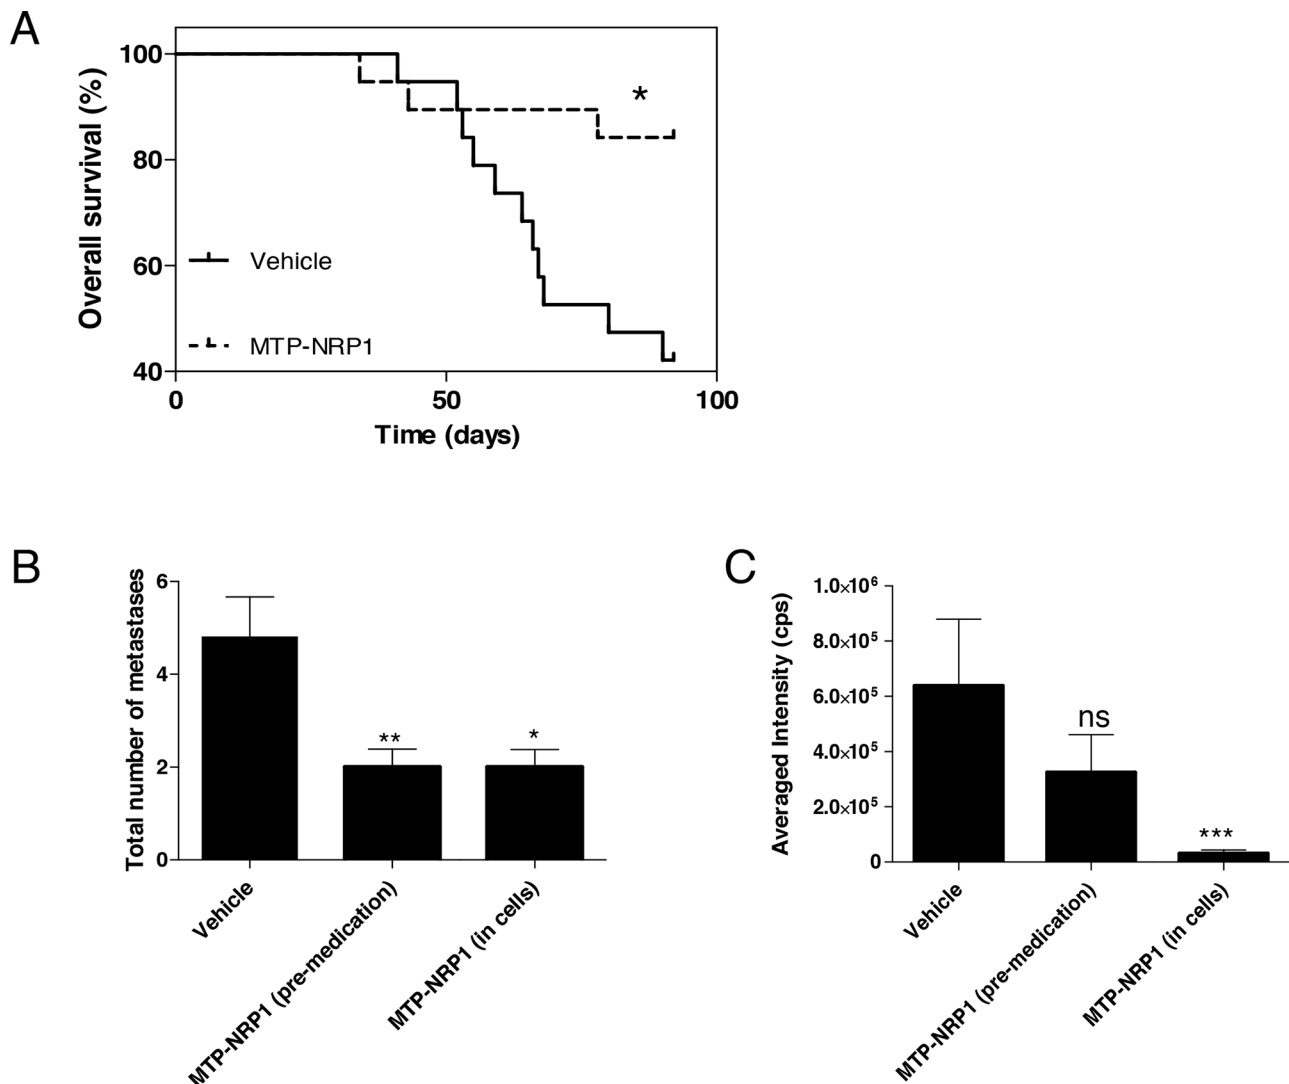 A
Overall survival (%)
100
80
60
40
*
Vehicle
MTP-NRP1
0
50
100
Time (days)
B
Total number of metastases
6
4
2
0
**
*
Vehicle
MTP-NRP1 (pre-medication)
MTP-NRP1 (in cells)
C
Averaged Intensity (cps)
1.0×10⁶
8.0×10⁵
6.0×10⁵
4.0×10⁵
2.0×10⁵
0
ns
***
Vehicle
MTP-NRP1 (pre-medication)
MTP-NRP1 (in cells)